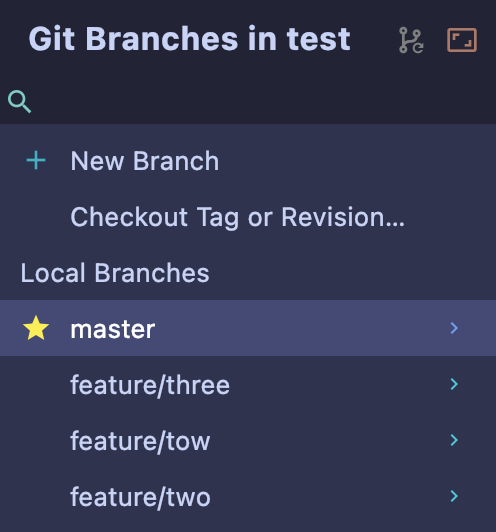 Git Branches in test
New Branch
Checkout Tag or Revision...
Local Branches
master
feature/three
feature/tow
feature/two